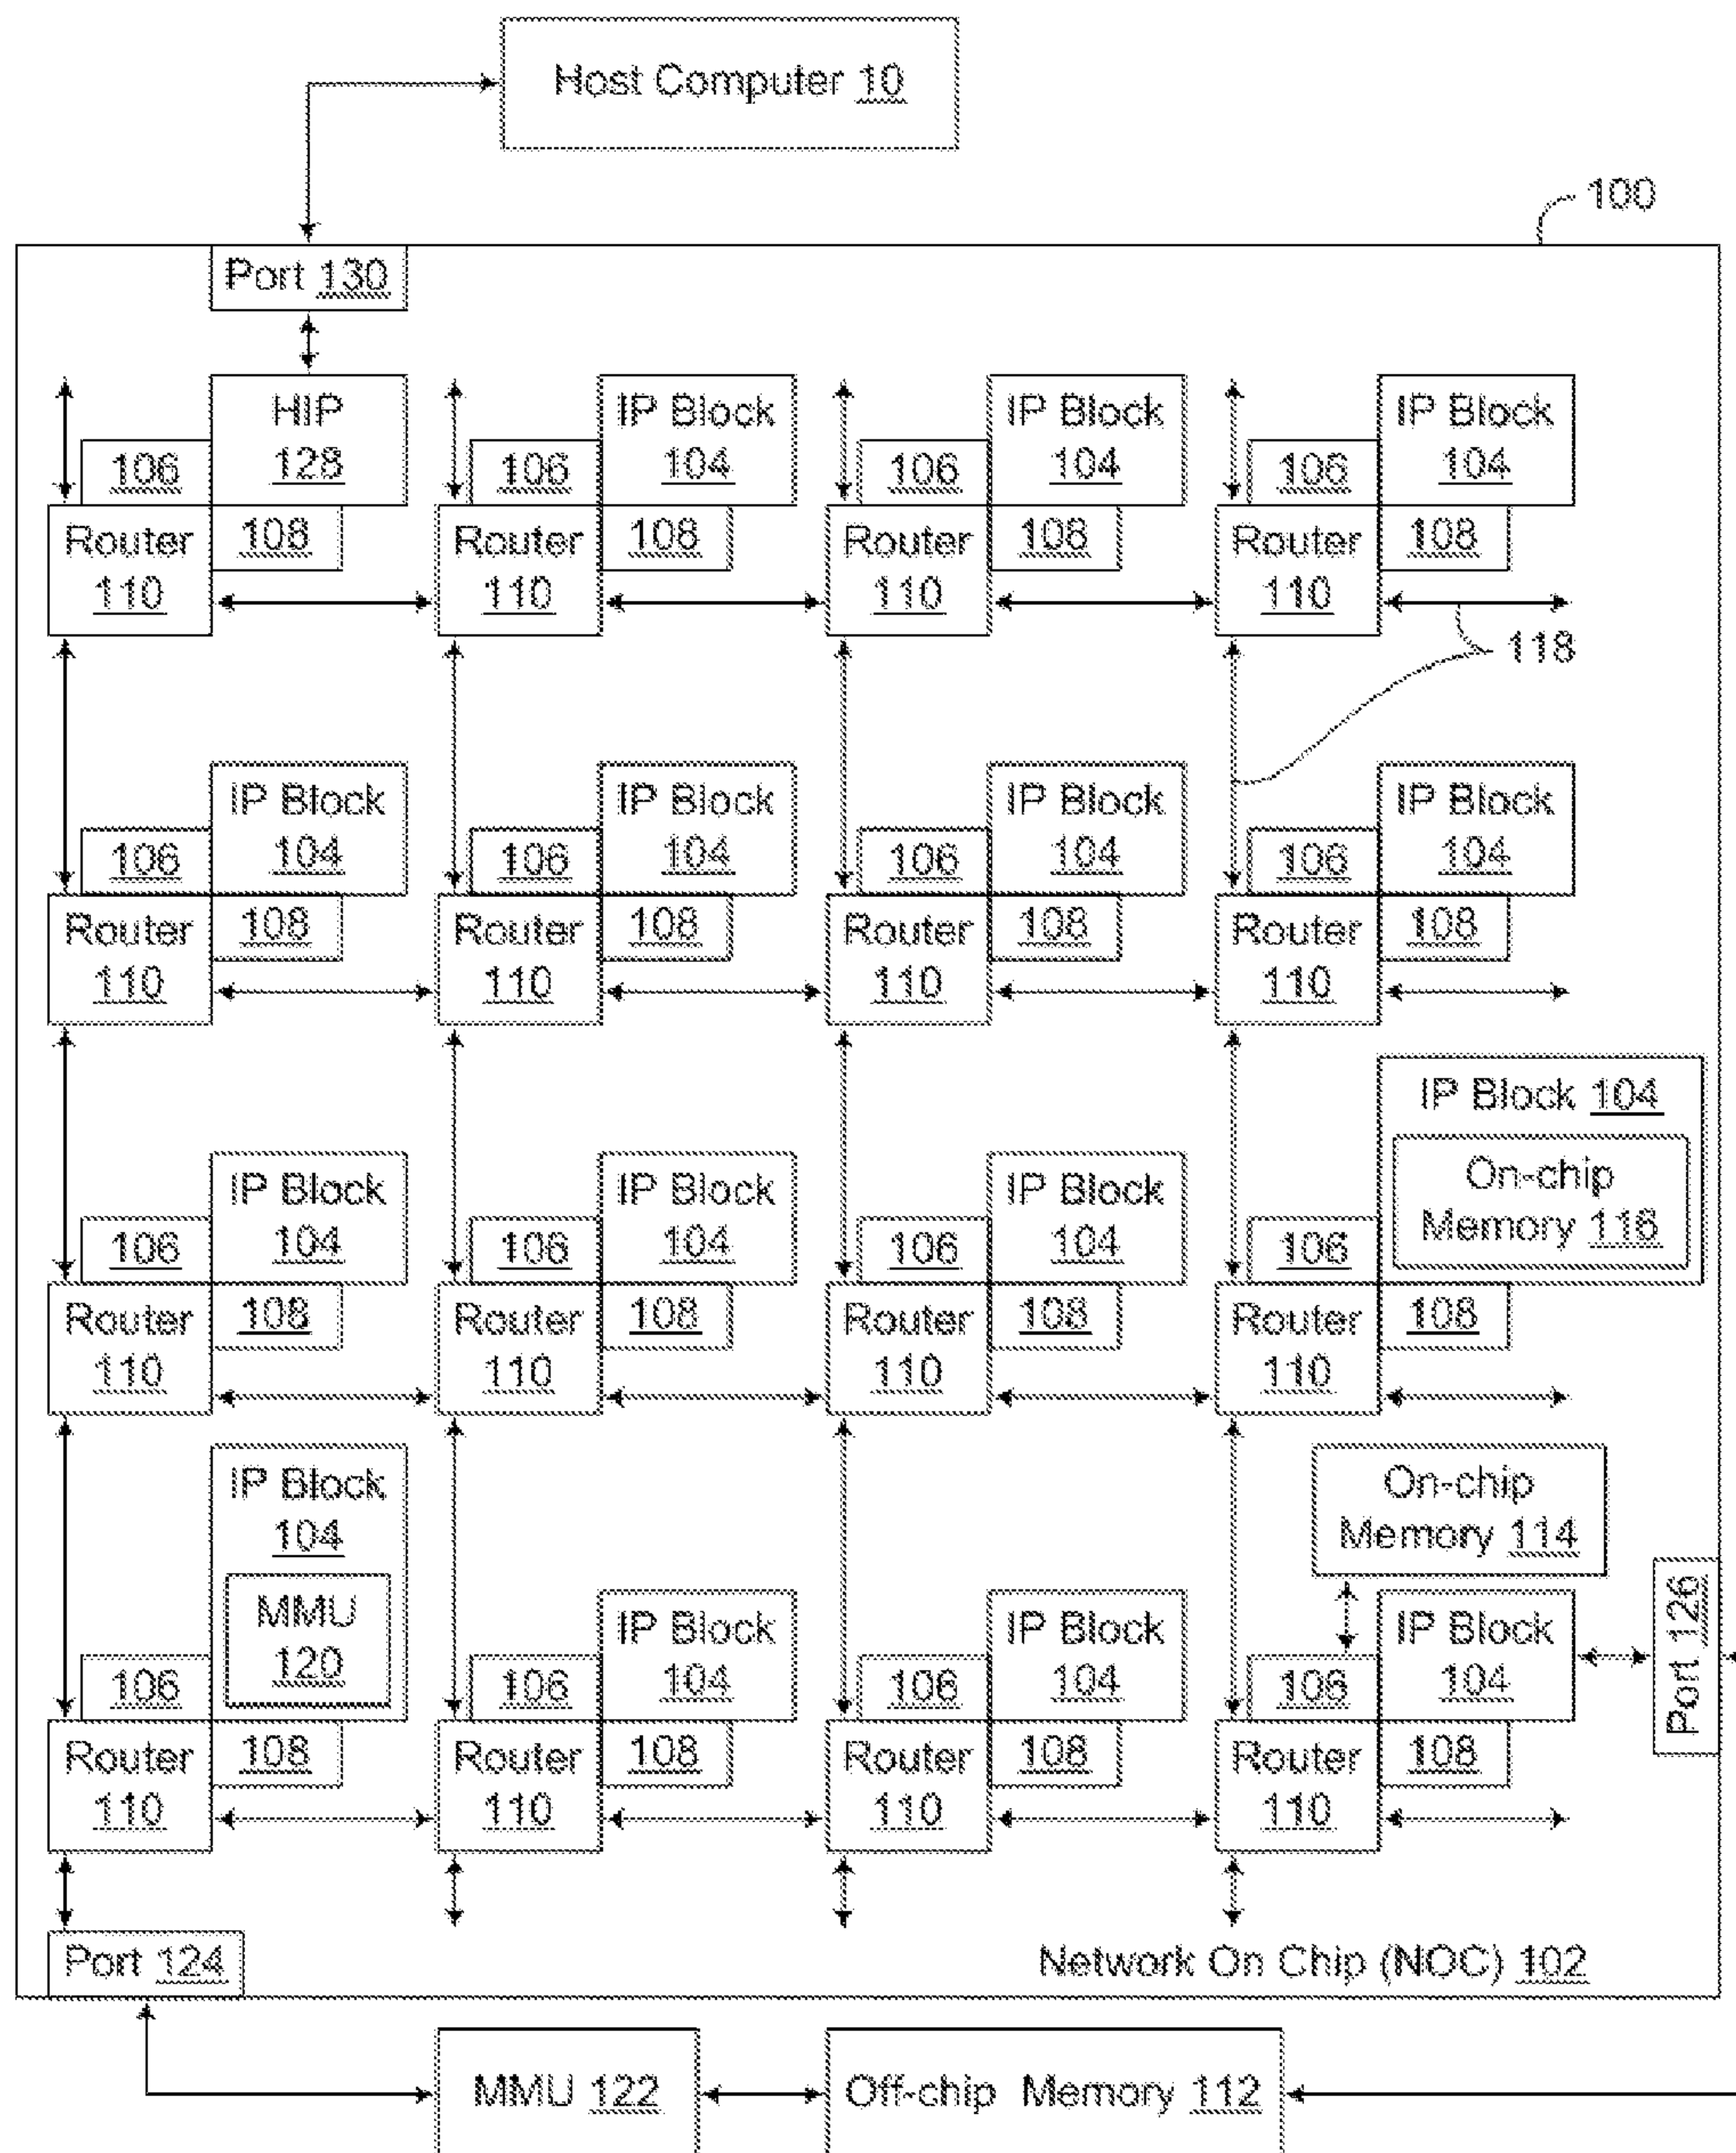 Host Computer 10
100
Port 130
HIP
128
IP Block
104
IP Block
104
IP Block
104
106
106
106
106
Router
110
108
Router
110
108
Router
110
108
Router
110
108
118
IP Block
104
IP Block
104
IP Block
104
IP Block
104
106
106
106
106
Router
110
108
Router
110
108
Router
110
108
Router
110
108
IP Block 104
On-chip
Memory 116
IP Block
104
IP Block
104
IP Block
104
106
106
106
106
Router
110
108
Router
110
108
Router
110
108
Router
110
108
IP Block
104
MMU
120
On-chip
Memory 114
IP Block
104
IP Block
104
IP Block
104
Port 126
106
106
106
106
Router
110
108
Router
110
108
Router
110
108
Router
110
108
Port 124
Network On Chip (NOC) 102
MMU 122
Off-chip Memory 112